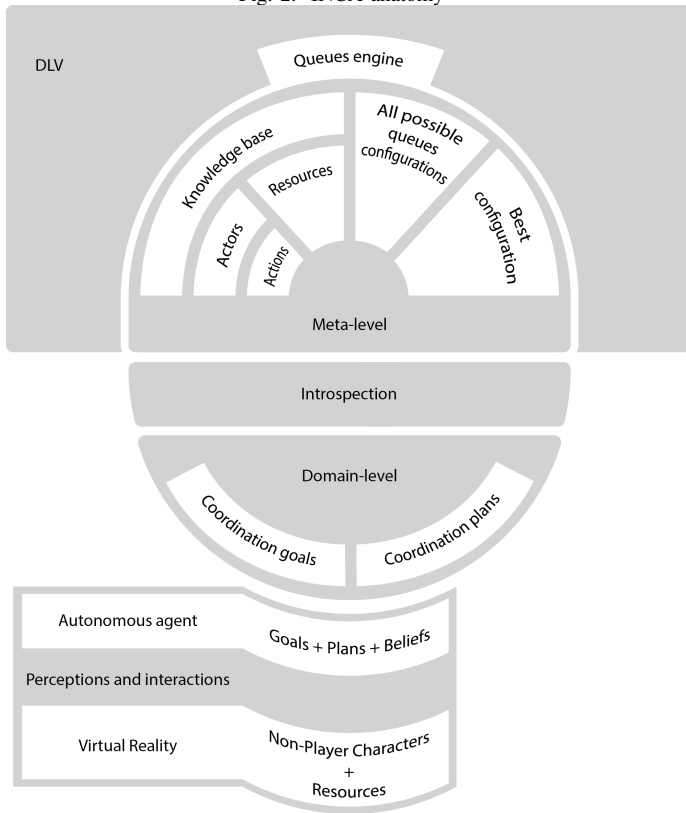 DLV
Queues engine
Knowledge base
Resources
Actors
Actions
All possible
queues
configurations
Best
configuration
Meta-level
Introspection
Domain-level
Coordination goals
Coordination plans
Autonomous agent
Goals + Plans + Beliefs
Perceptions and interactions
Virtual Reality
Non-Player Characters
+
Resources